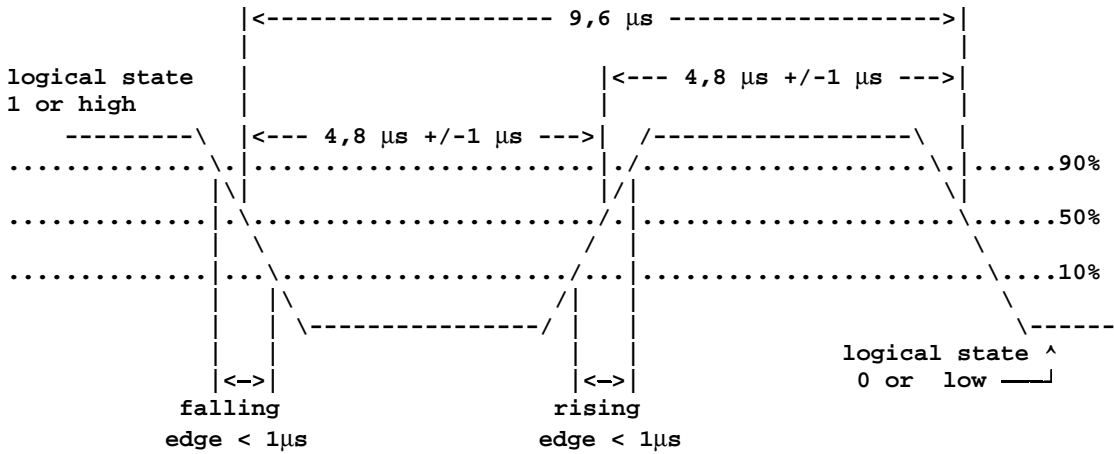 |<------------------- 9,6 µs ------------------->|
logical state
1 or high
|<--- 4,8 µs +/-1 µs --->|
|<--- 4,8 µs +/-1 µs --->|
90%
50%
10%
logical state ^
0 or low
|<—>| |<—>|
falling rising
edge < 1µs edge < 1µs